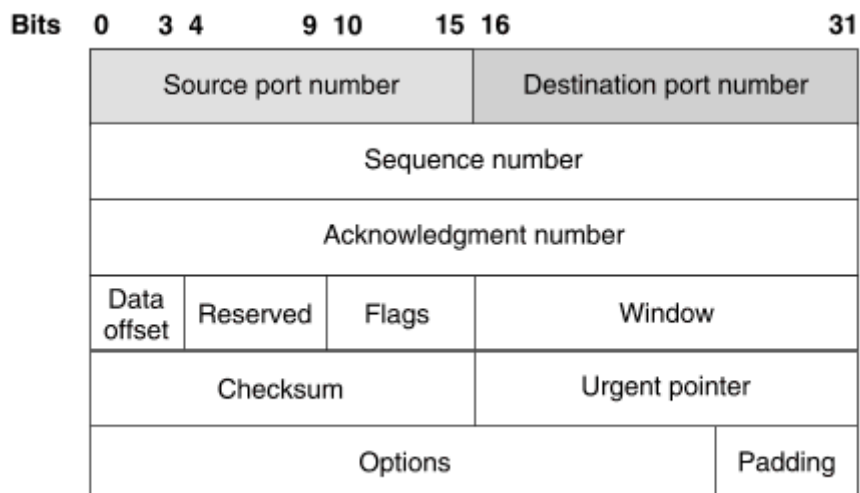 Bits 0 3 4 9 10 15 16 31
Source port number Destination port number
Sequence number
Acknowledgment number
Data offset Reserved Flags Window
Checksum Urgent pointer
Options Padding